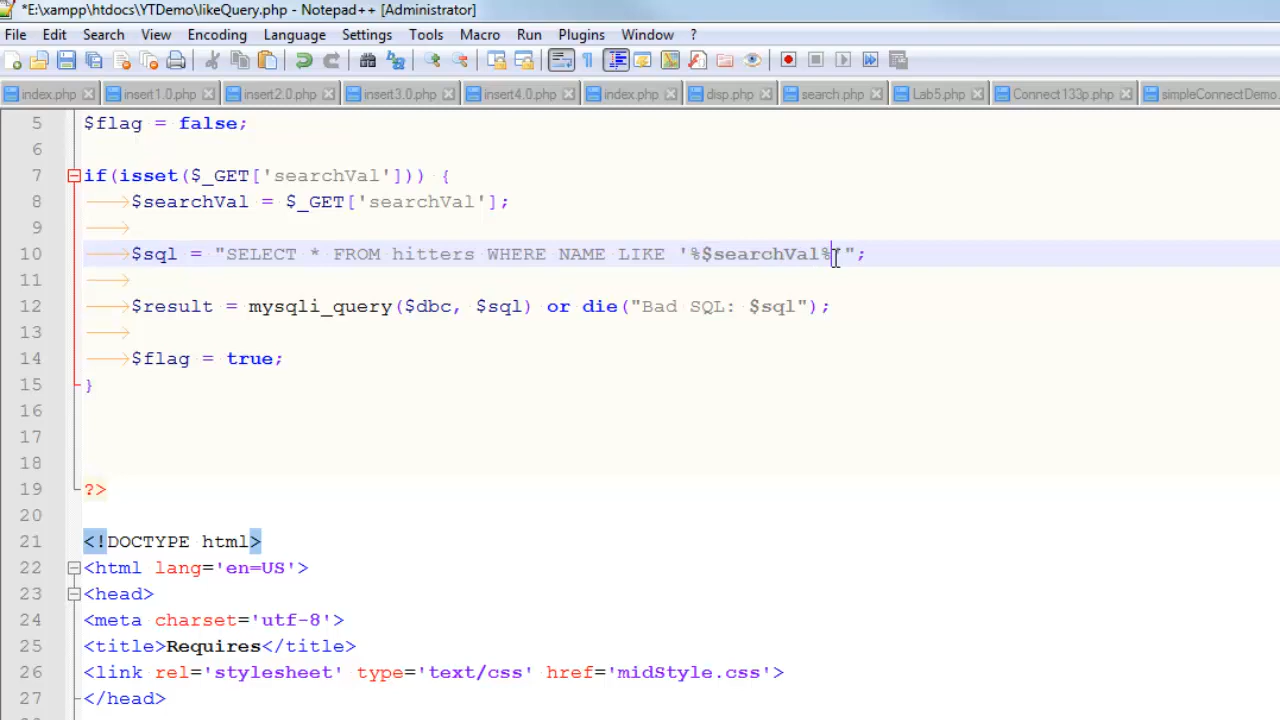 *E:\xampp\htdocs\YTDemo\likeQuery.php - Notepad++ [Administrator]
File Edit Search View Encoding Language Settings Tools Macro Run Plugins Window ?
index.php insert1.0.php insert2.0.php insert3.0.php insert4.0.php index.php disp.php search.php Lab5.php Connect133p.php simpleConnectDemo.
5 $flag = false;
6
7 if(isset($_GET['searchVal'])) {
8 $searchVal = $_GET['searchVal'];
9
10 $sql = "SELECT * FROM hitters WHERE NAME LIKE '%$searchVal%'";
11
12 $result = mysqli_query($dbc, $sql) or die("Bad SQL: $sql");
13
14 $flag = true;
15 }
16
17
18
19 ?>
20
21 <!DOCTYPE html>
22 <html lang='en=US'>
23 <head>
24 <meta charset='utf-8'>
25 <title>Requires</title>
26 <link rel='stylesheet' type='text/css' href='midStyle.css'>
27 </head>